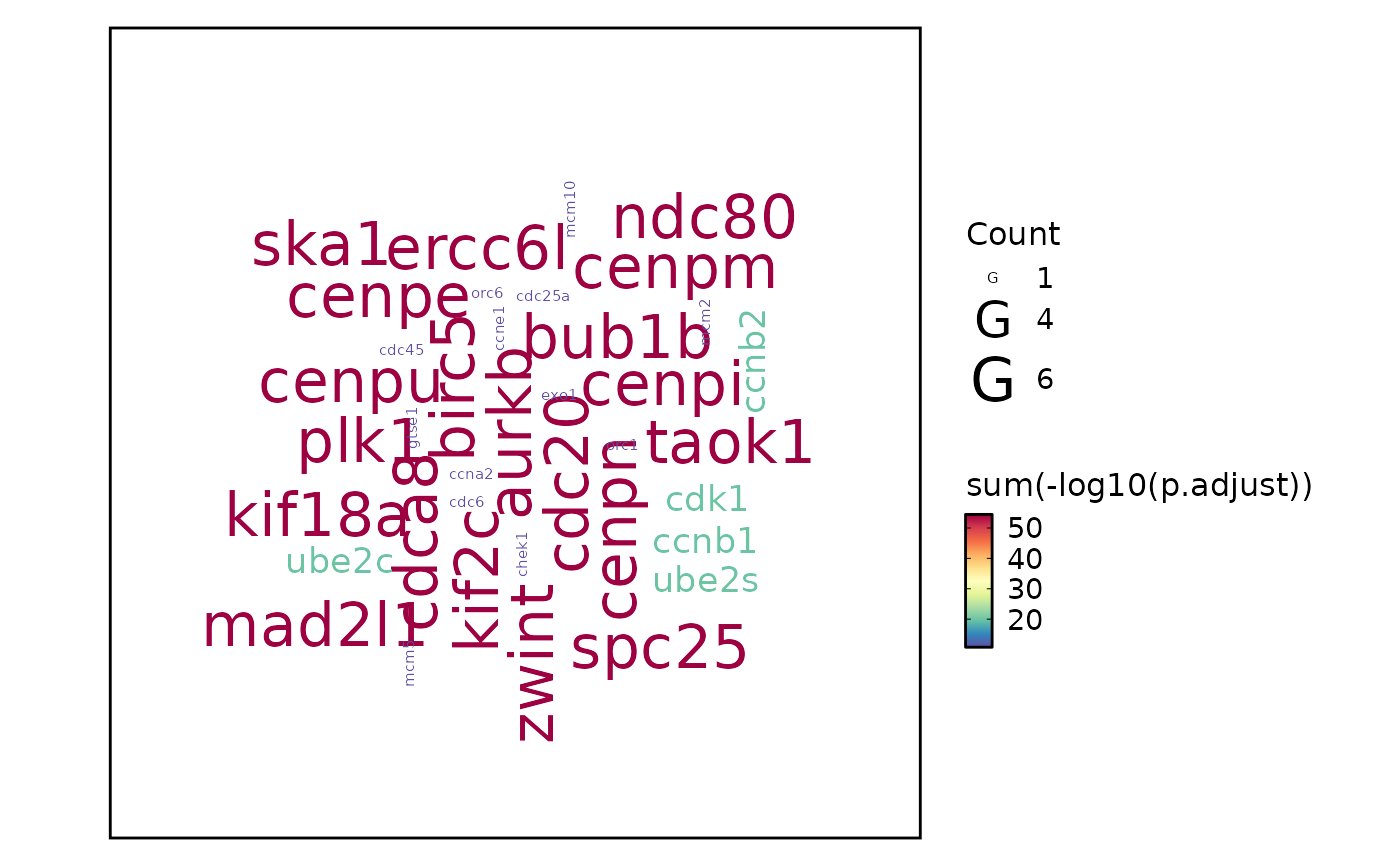 mcm10
ndc80
ska1
ercc6l
cenpm
cenpe
orc6
cdc25a
ccne1
mcm2
bub1b
birc5
ccnb2
cdc45
cenpu
aurkb
exo1
cenpi
plk1
gtse1
cdc20
orc1
taok1
ccna2
cdca8
cdc6
cenpn
cdk1
kif18a
ccnb1
ube2c
kif2c
chek1
ube2s
mad2l1
zwint
spc25
Count
G 1
G 4
G 6
sum(-log10(p.adjust))
50
40
30
20